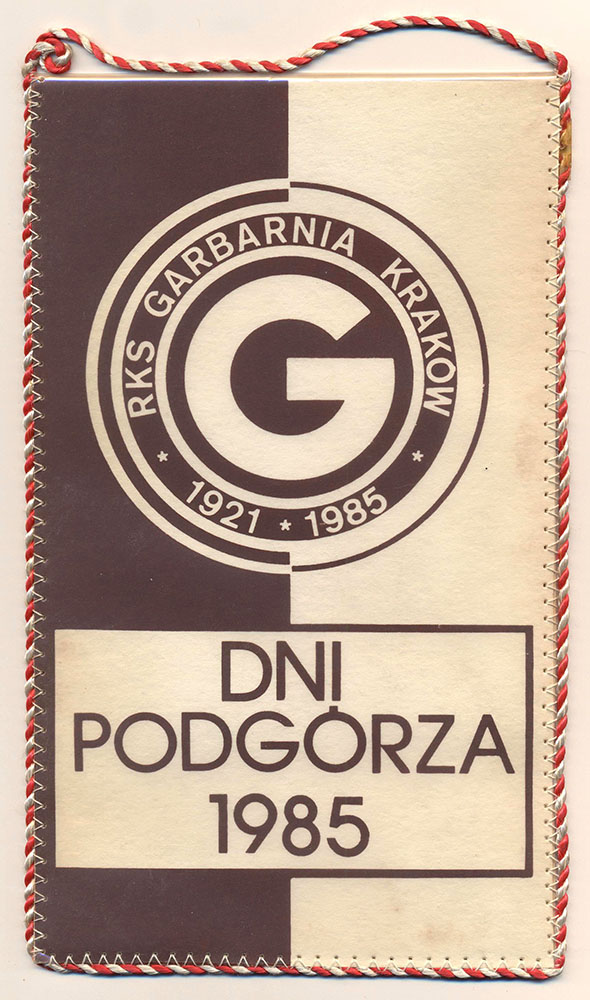 RKS GARBARNIA KRAKÓW
* 1921 * 1985 *
G
DNI
PODGÓRZA
1985